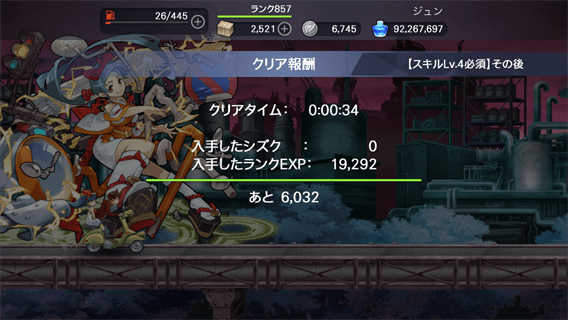 ランク857
ジュン
26/445
2,521
6,745
92,267,697
クリア報酬
【スキルLv.4必須】その後
クリアタイム: 0:00:34
入手したシズク : 0
入手したランクEXP: 19,292
あと 6,032